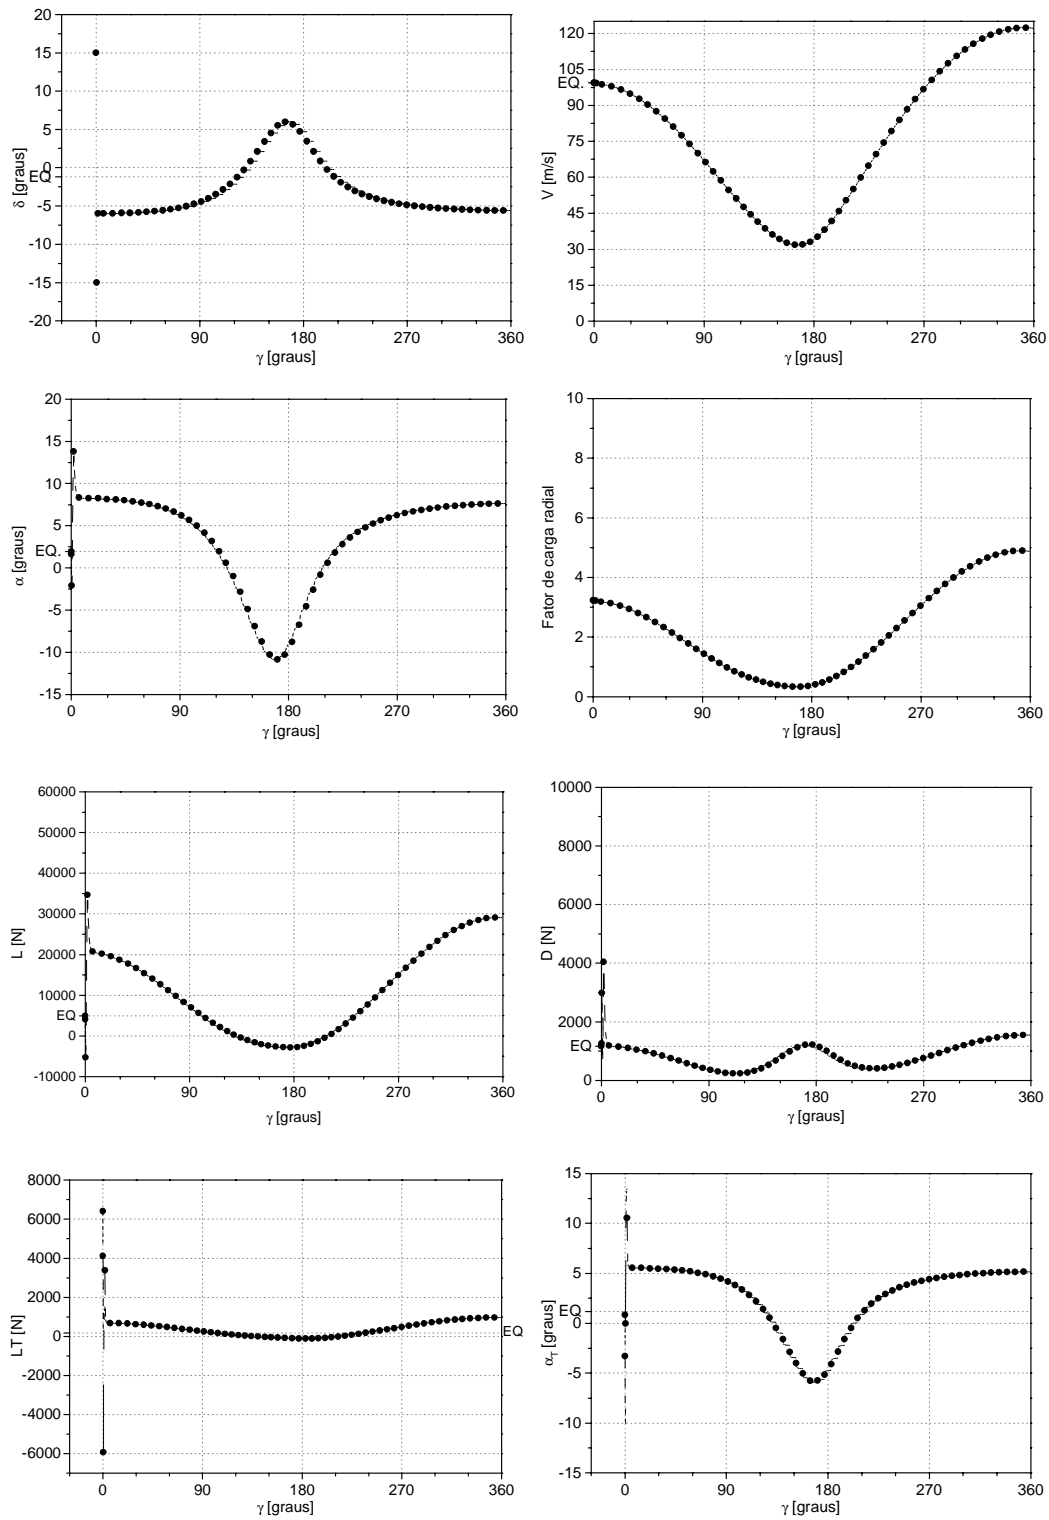 20
15
10
5
0
EQ
-5
-10
-15
-20
δ [graus]
0 90 180 270 360
γ [graus]
120
105
EQ.
90
75
60
45
30
15
0
V [m/s]
0 90 180 270 360
γ [graus]
20
15
10
5
EQ.
0
-5
-10
-15
α [graus]
0 90 180 270 360
γ [graus]
10
8
6
4
2
0
Fator de carga radial
0 90 180 270 360
γ [graus]
60000
50000
40000
30000
20000
10000
EQ
0
-10000
L [N]
0 90 180 270 360
γ [graus]
10000
8000
6000
4000
2000
EQ
0
D [N]
0 90 180 270 360
γ [graus]
8000
6000
4000
2000
0
-2000
-4000
-6000
LT [N]
EQ
0 90 180 270 360
γ [graus]
15
10
5
EQ
0
-5
-10
-15
α_T [graus]
0 90 180 270 360
γ [graus]